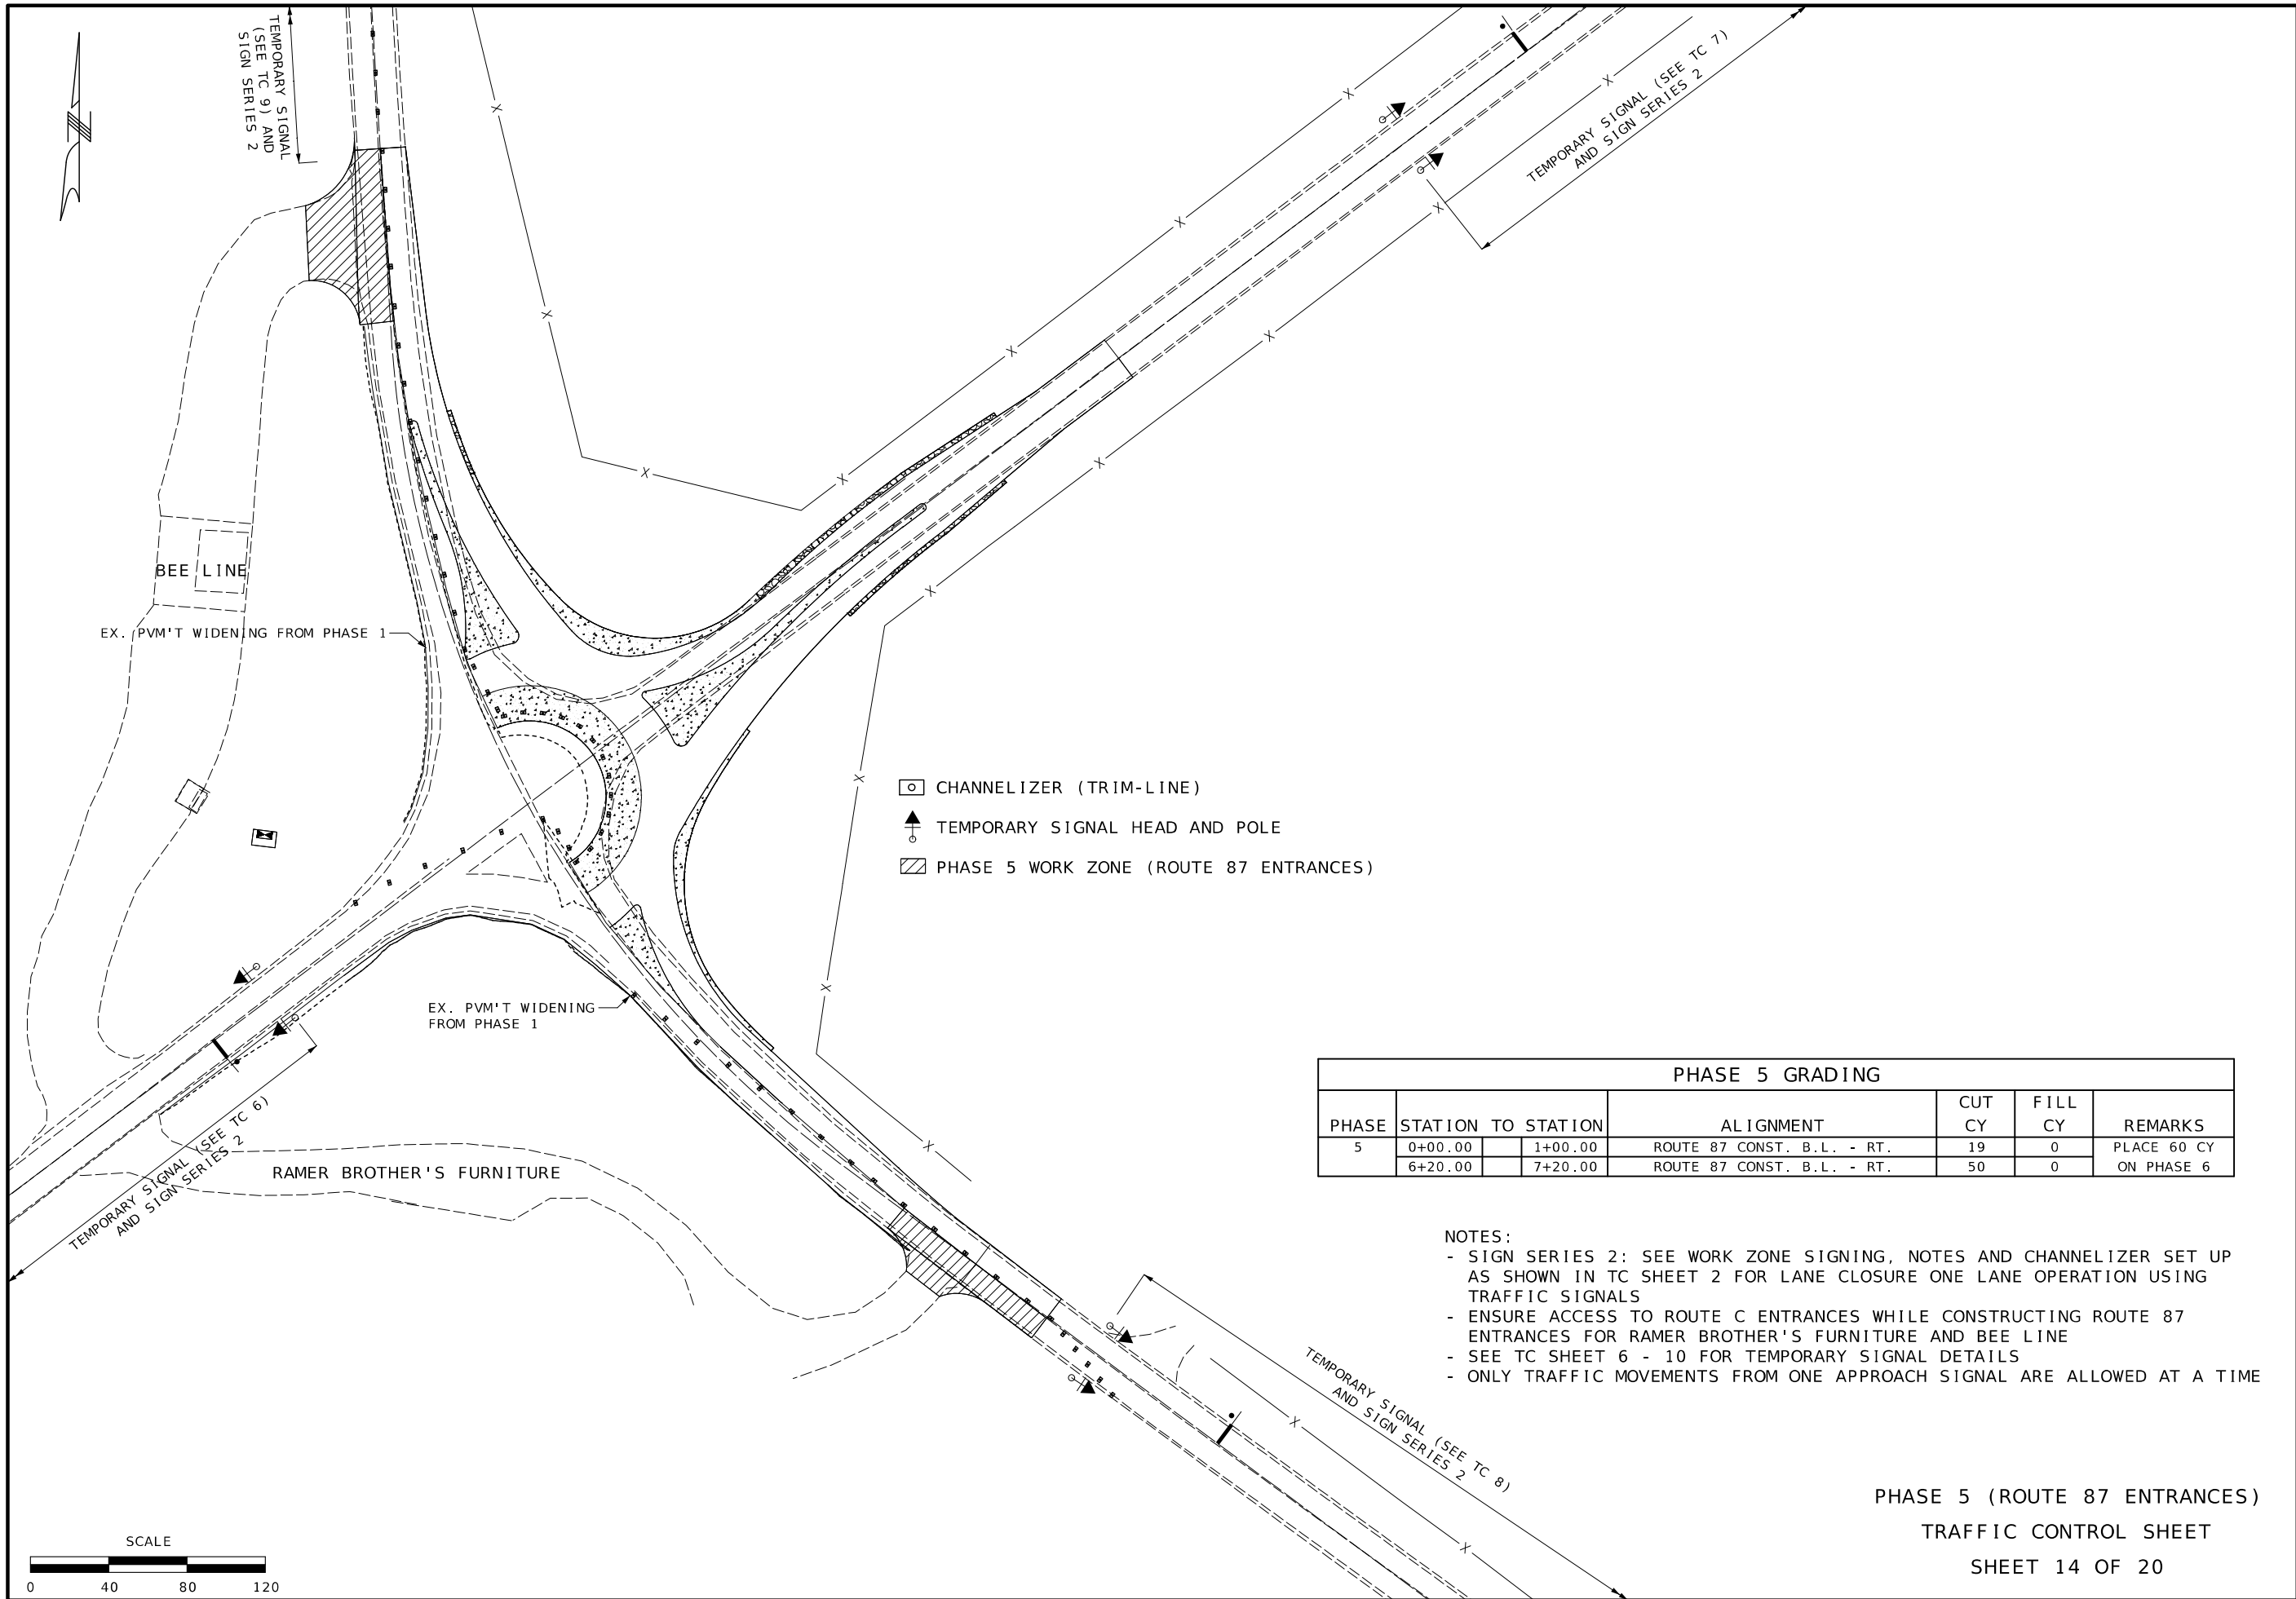 TEMPORARY SIGNAL
(SEE TC 9) AND
SIGN SERIES 2
TEMPORARY SIGNAL (SEE TC 7)
AND SIGN SERIES 2
N
BEE LINE
EX. PVM'T WIDENING FROM PHASE 1
CHANNELIZER (TRIM-LINE)
TEMPORARY SIGNAL HEAD AND POLE
PHASE 5 WORK ZONE (ROUTE 87 ENTRANCES)
EX. PVM'T WIDENING
FROM PHASE 1
TEMPORARY SIGNAL (SEE TC 6)
AND SIGN SERIES 2
RAMER BROTHER'S FURNITURE
PHASE 5 GRADING
PHASE STATION TO STATION ALIGNMENT CUT CY FILL CY REMARKS
5 0+00.00 1+00.00 ROUTE 87 CONST. B.L. - RT. 19 0 PLACE 60 CY
6+20.00 7+20.00 ROUTE 87 CONST. B.L. - RT. 50 0 ON PHASE 6
NOTES:
- SIGN SERIES 2: SEE WORK ZONE SIGNING, NOTES AND CHANNELIZER SET UP
AS SHOWN IN TC SHEET 2 FOR LANE CLOSURE ONE LANE OPERATION USING
TRAFFIC SIGNALS
- ENSURE ACCESS TO ROUTE C ENTRANCES WHILE CONSTRUCTING ROUTE 87
ENTRANCES FOR RAMER BROTHER'S FURNITURE AND BEE LINE
- SEE TC SHEET 6 - 10 FOR TEMPORARY SIGNAL DETAILS
- ONLY TRAFFIC MOVEMENTS FROM ONE APPROACH SIGNAL ARE ALLOWED AT A TIME
TEMPORARY SIGNAL (SEE TC 8)
AND SIGN SERIES 2
PHASE 5 (ROUTE 87 ENTRANCES)
TRAFFIC CONTROL SHEET
SHEET 14 OF 20
SCALE
0 40 80 120